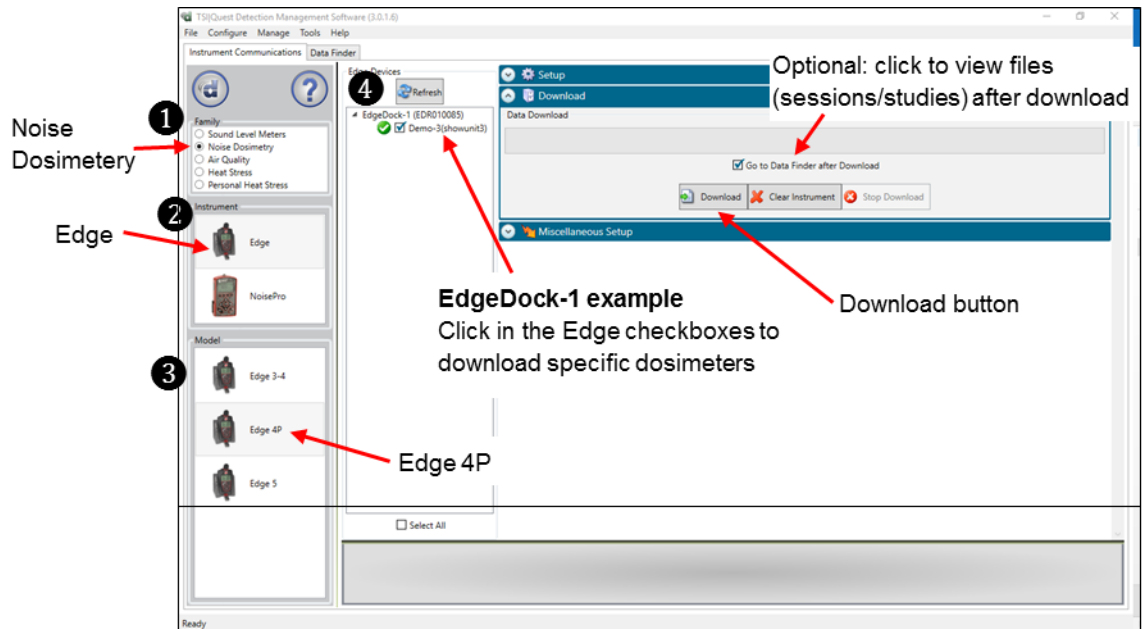 TSI|Quest Detection Management Software (3.0.1.6)
File Configure Manage Tools Help
Instrument Communications Data Finder
1
Noise
Dosimetery
Family
Sound Level Meters
Noise Dosimetry
Air Quality
Heat Stress
Personal Heat Stress
2
Instrument
Edge
Edge
NoisePro
3
Model
Edge 3-4
Edge 4P
Edge 5
Edge 4P
Edge Devices
4
Refresh
EdgeDock-1 (EDR010085)
Demo-3(showunit3)
Select All
Setup
Download
Optional: click to view files
(sessions/studies) after download
Data Download
Go to Data Finder after Download
Download Clear Instrument Stop Download
Miscellaneous Setup
EdgeDock-1 example
Click in the Edge checkboxes to
download specific dosimeters
Download button
Ready